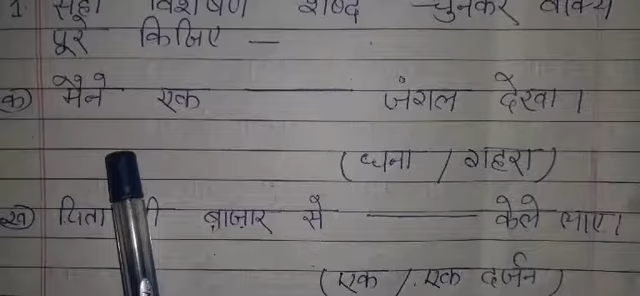 1. सही विशेषण शब्द चुनकर वाक्य
पूरे किजिए —
क) मैने एक ——— जंगल देखा।
(घना / गहरा)
ख) पिता जी बाज़ार से ——— केले लाए।
(एक / एक दर्जन)